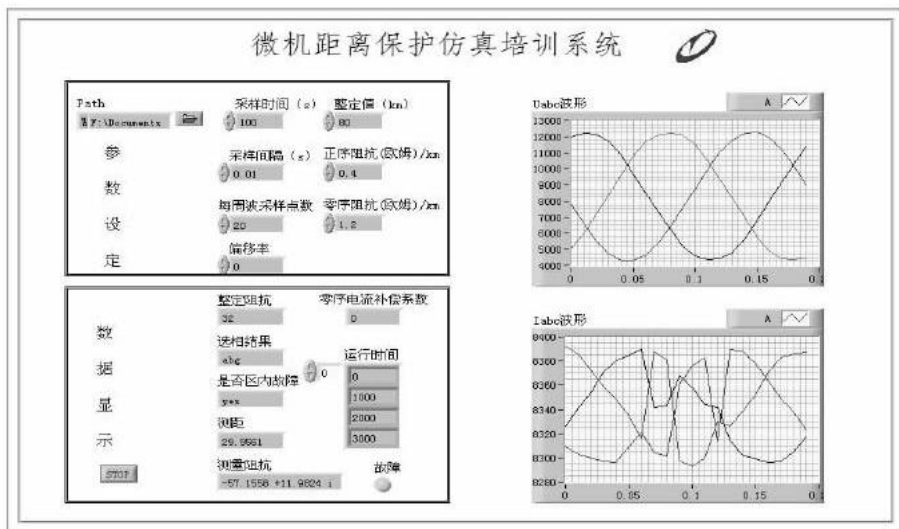 微机距离保护仿真培训系统
Path
F:\Documents
参
数
设
定
采样时间 (s)
100
整定值 (km)
80
采样间隔 (s)
0.01
正序阻抗(欧姆)/km
0.4
每周波采样点数
20
零序阻抗(欧姆)/km
1.2
偏移率
0
数
据
显
示
STOP
整定阻抗
32
零序电流补偿系数
0
选相结果
abg
是否区内故障
yes
测距
29.9561
测量阻抗
-57.1558 +11.9824 i
0
运行时间
0
1000
2000
3000
故障
Uabc波形
A
13000
12000
11000
10000
9000
8000
7000
6000
5000
4000
0
0.05
0.1
0.15
0.
Iabc波形
A
8400
8380
8360
8340
8320
8300
8280
0
0.05
0.1
0.15
0.